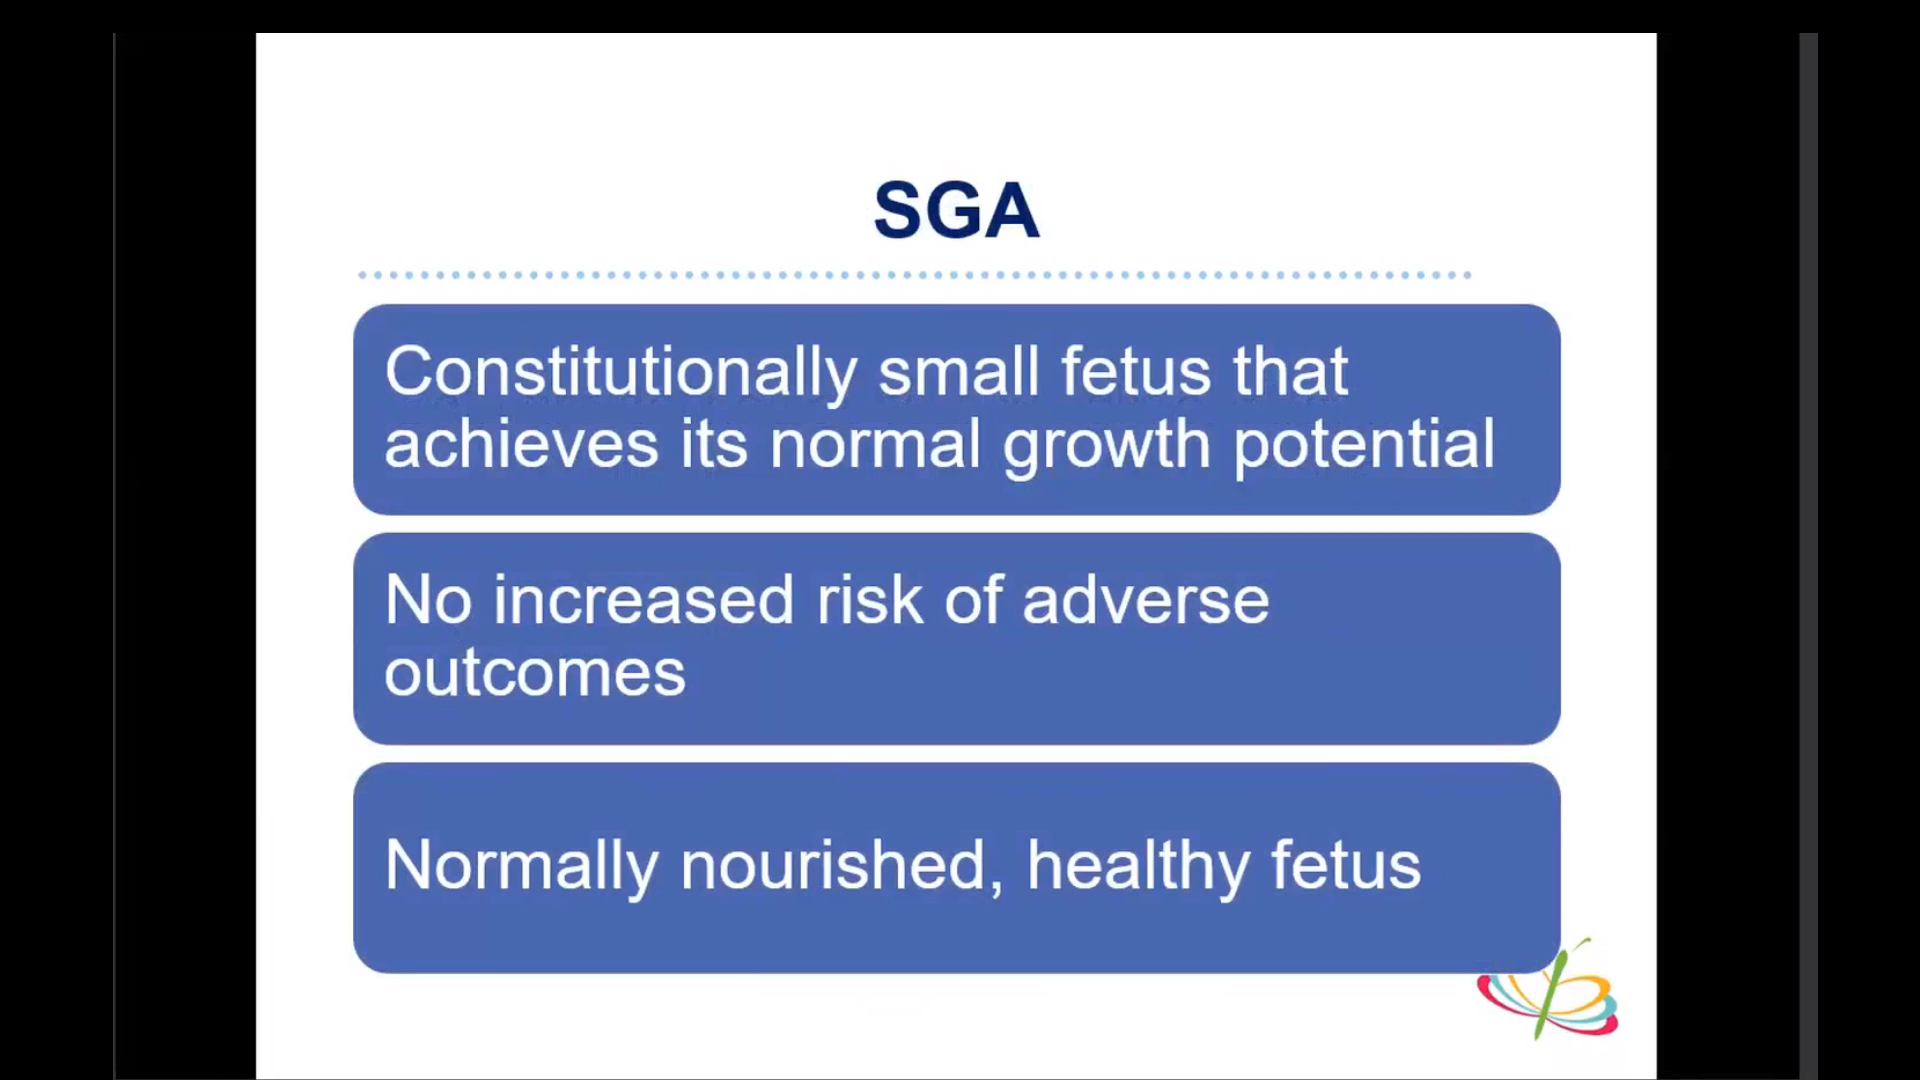 SGA
Constitutionally small fetus that
achieves its normal growth potential
No increased risk of adverse
outcomes
Normally nourished, healthy fetus